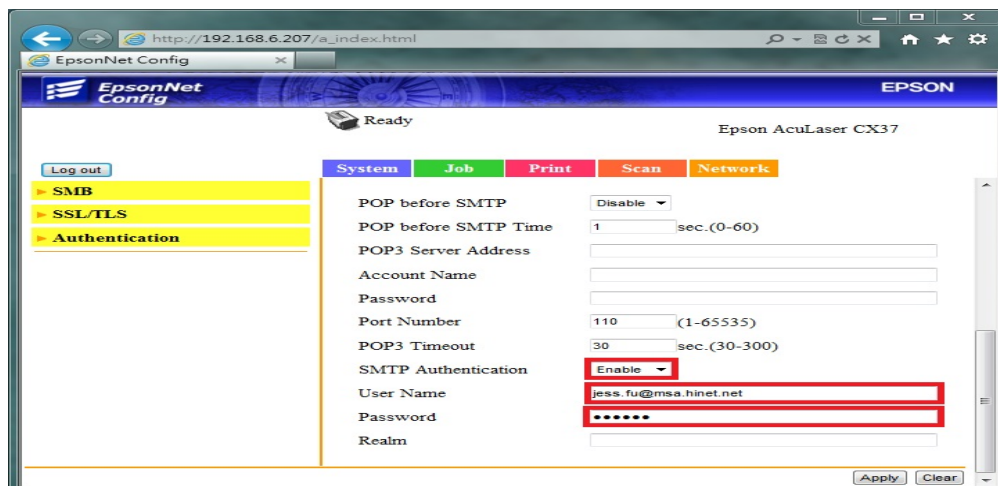 http://192.168.6.207/a_index.html
EpsonNet Config
EpsonNet
Config
EPSON
Ready
Epson AcuLaser CX37
Log out
System Job Print Scan Network
SMB
SSL/TLS
Authentication
POP before SMTP Disable
POP before SMTP Time 1 sec.(0-60)
POP3 Server Address
Account Name
Password
Port Number 110 (1-65535)
POP3 Timeout 30 sec.(30-300)
SMTP Authentication Enable
User Name jess.fu@msa.hinet.net
Password ••••••
Realm
Apply Clear